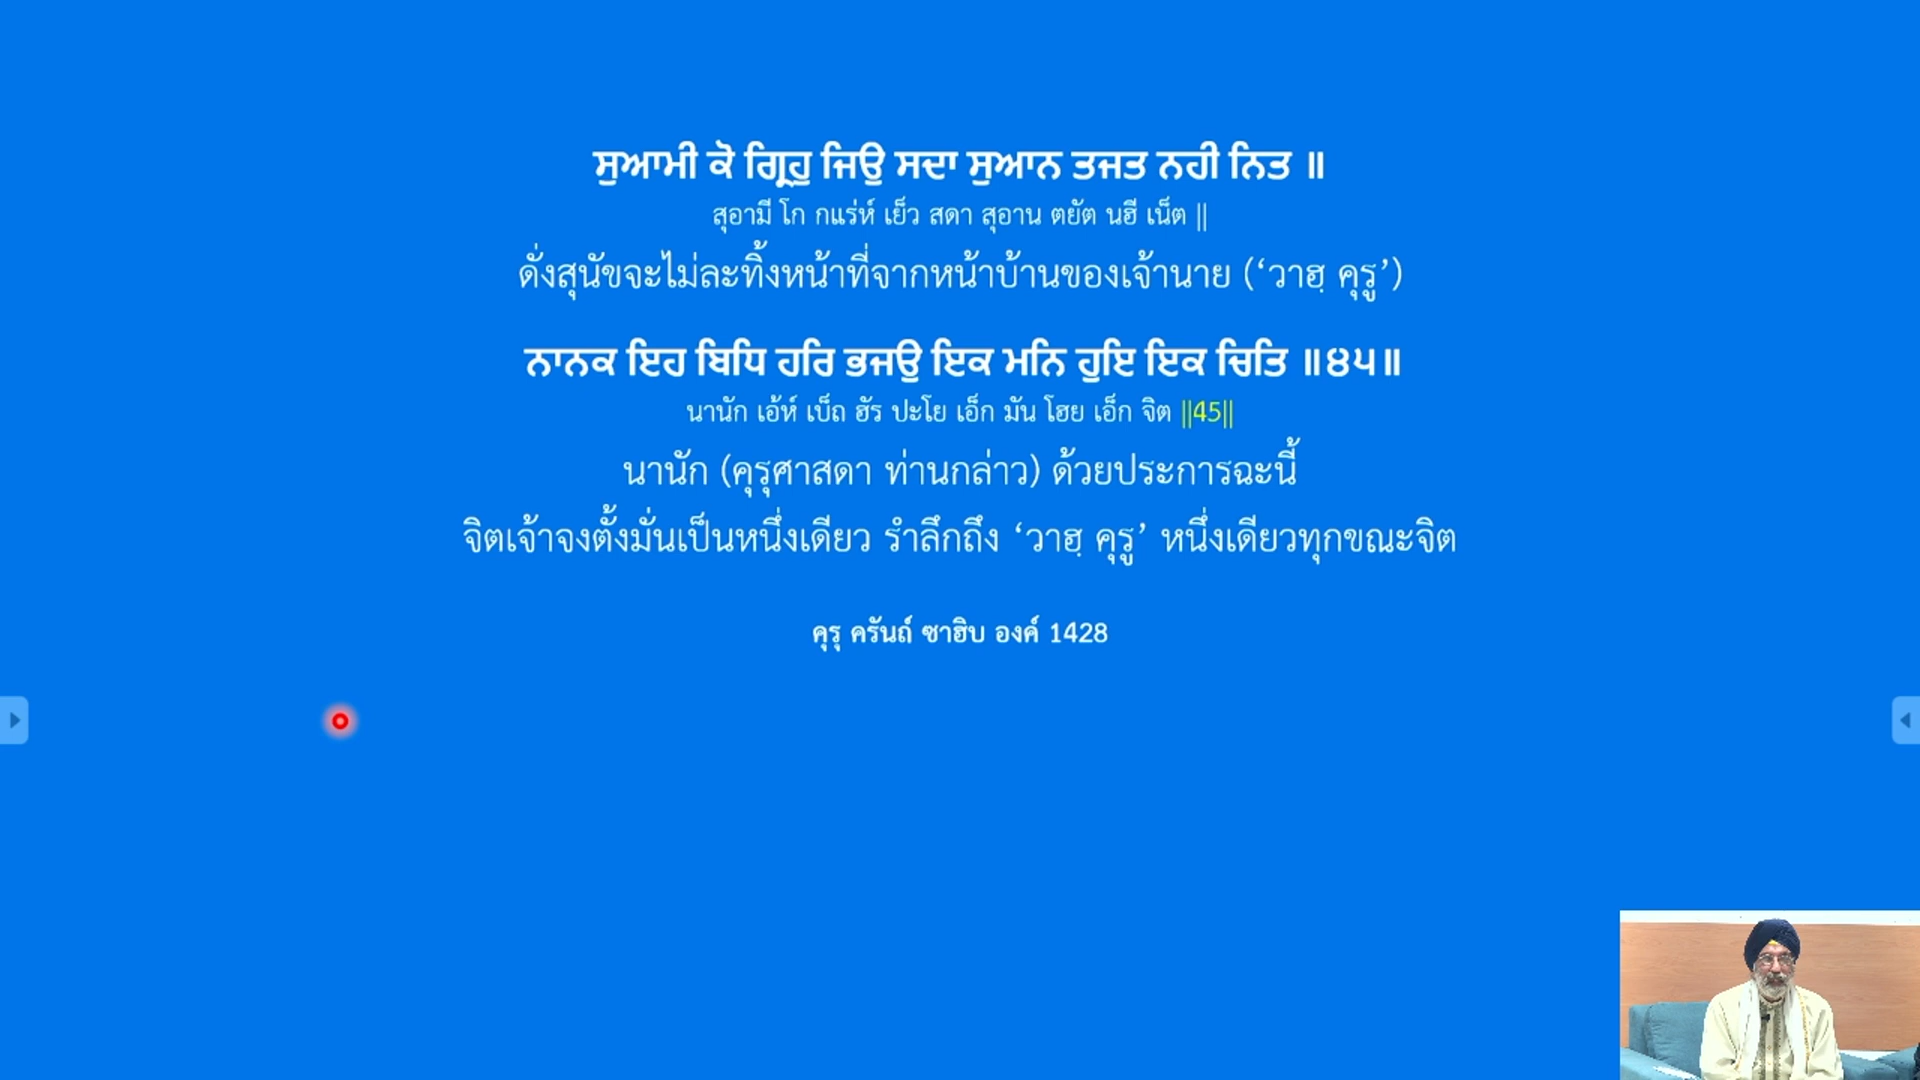 ਸੁਆਮੀ ਕੋ ਗ੍ਰਿਹੁ ਜਿਉ ਸਦਾ ਸੁਆਨ ਤਜਤ ਨਹੀ ਨਿਤ ॥
สุอามี โก กแร่ห์ เย็ว สดา สุอาน ตยัต นฮี เน็ต ||
ดั่งสุนัขจะไม่ละทิ้งหน้าที่จากหน้าบ้านของเจ้านาย (‘วาฮฺ คุรู’)
ਨਾਨਕ ਇਹ ਬਿਧਿ ਹਰਿ ਭਜਉ ਇਕ ਮਨਿ ਹੁਇ ਇਕ ਚਿਤਿ ॥੪੫॥
นานัก เอ้ห์ เบ็ถ ฮัร ปะโย เอ็ก มัน โฮย เอ็ก จิต ||45||
นานัก (คุรุศาสดา ท่านกล่าว) ด้วยประการฉะนี้
จิตเจ้าจงตั้งมั่นเป็นหนึ่งเดียว รำลึกถึง ‘วาฮฺ คุรู’ หนึ่งเดียวทุกขณะจิต
คุรุ ครันถ์ ซาฮิบ องค์ 1428